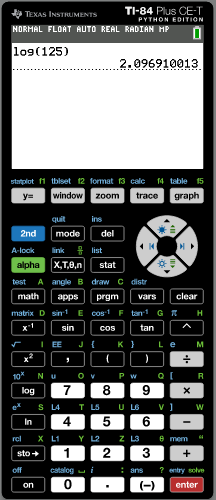 TEXAS INSTRUMENTS TI-84 Plus CE-T
PYTHON EDITION
NORMAL FLOAT AUTO REAL RADIAN MP
log(125)
2.096910013
statplot f1 tblset f2 format f3 calc f4 table f5
y= window zoom trace graph
quit ins
2nd mode del
A-lock link list
alpha X,T,θ,n stat
test A angle B draw C distr
math apps prgm vars clear
matrix D sin⁻¹ E cos⁻¹ F tan⁻¹ G π H
x⁻¹ sin cos tan ^
√ I EE J { K } L e M
x² , ( ) ÷
10ˣ N u O v P w Q [ R
log 7 8 9 ×
eˣ S L4 T L5 U L6 V ] W
ln 4 5 6 −
rcl X L1 Y L2 Z L3 θ mem "
sto→ 1 2 3 +
off catalog ⎵ i : ans ? entry solve
on 0 . (−) enter